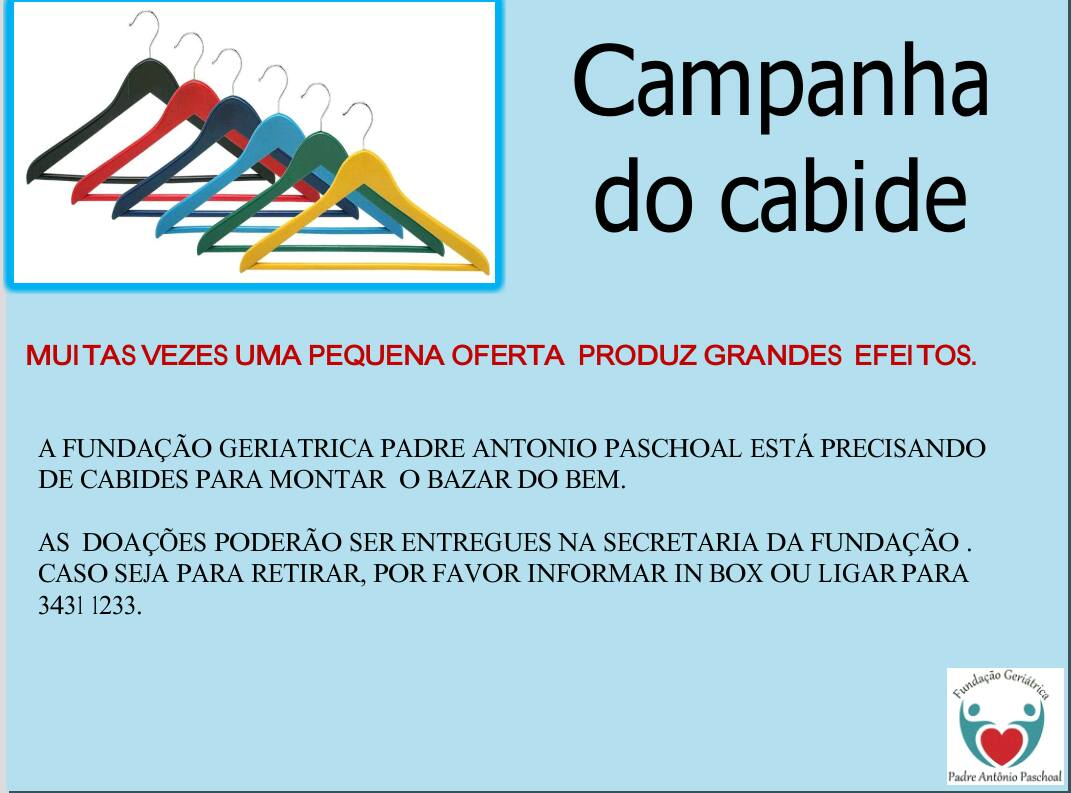 Campanha
do cabide
MUITAS VEZES UMA PEQUENA OFERTA PRODUZ GRANDES EFEITOS.
A FUNDAÇÃO GERIATRICA PADRE ANTONIO PASCHOAL ESTÁ PRECISANDO
DE CABIDES PARA MONTAR O BAZAR DO BEM.
AS DOAÇÕES PODERÃO SER ENTREGUES NA SECRETARIA DA FUNDAÇÃO .
CASO SEJA PARA RETIRAR, POR FAVOR INFORMAR IN BOX OU LIGAR PARA
3431 1233.
Fundação Geriátrica
Padre Antônio Paschoal